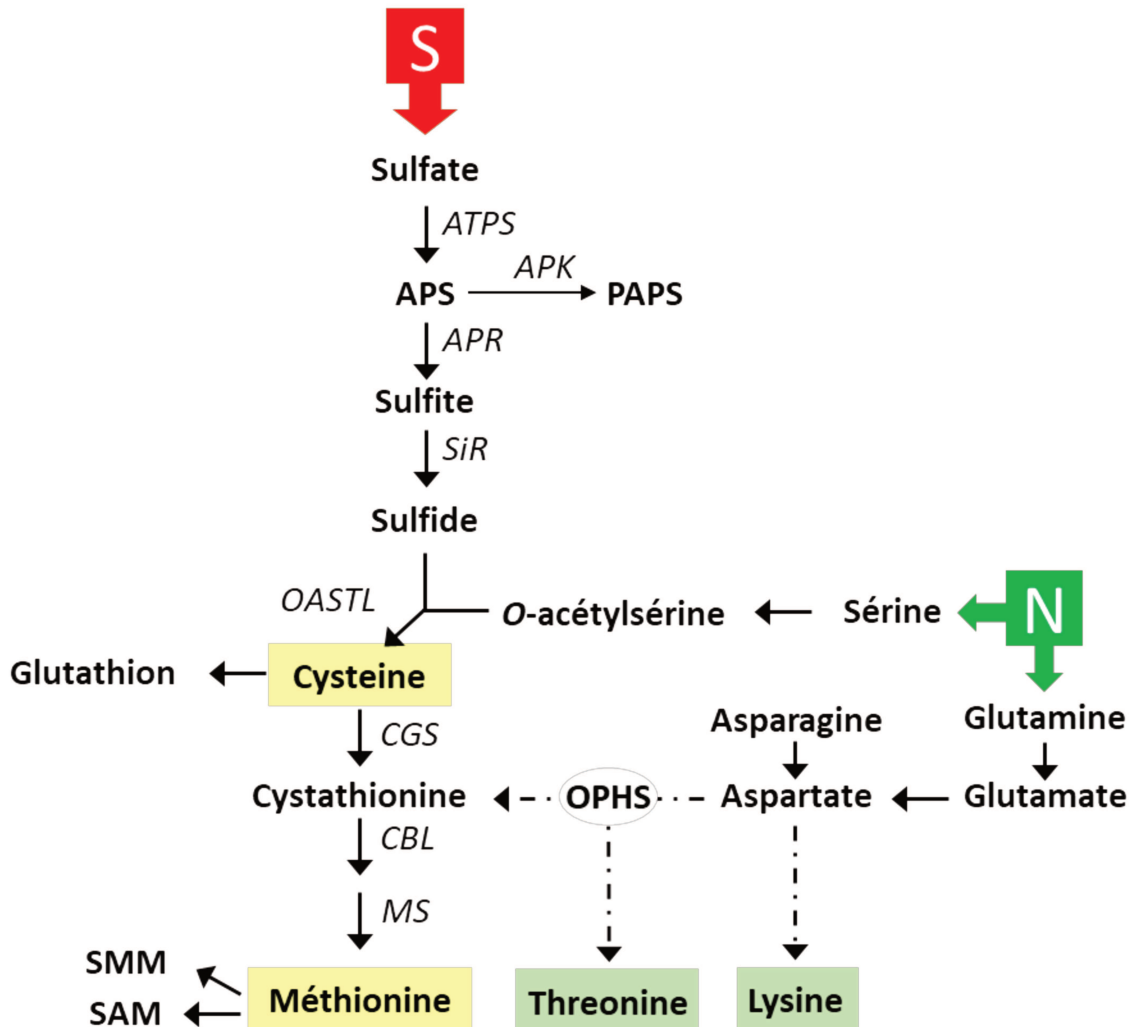 S
Sulfate
ATPS
APS
APK
PAPS
APR
Sulfite
SiR
Sulfide
OASTL
O-acétylsérine
Sérine
N
Glutathion
Cysteine
Asparagine
Glutamine
CGS
Cystathionine
OPHS
Aspartate
Glutamate
CBL
MS
SMM
SAM
Méthionine
Threonine
Lysine